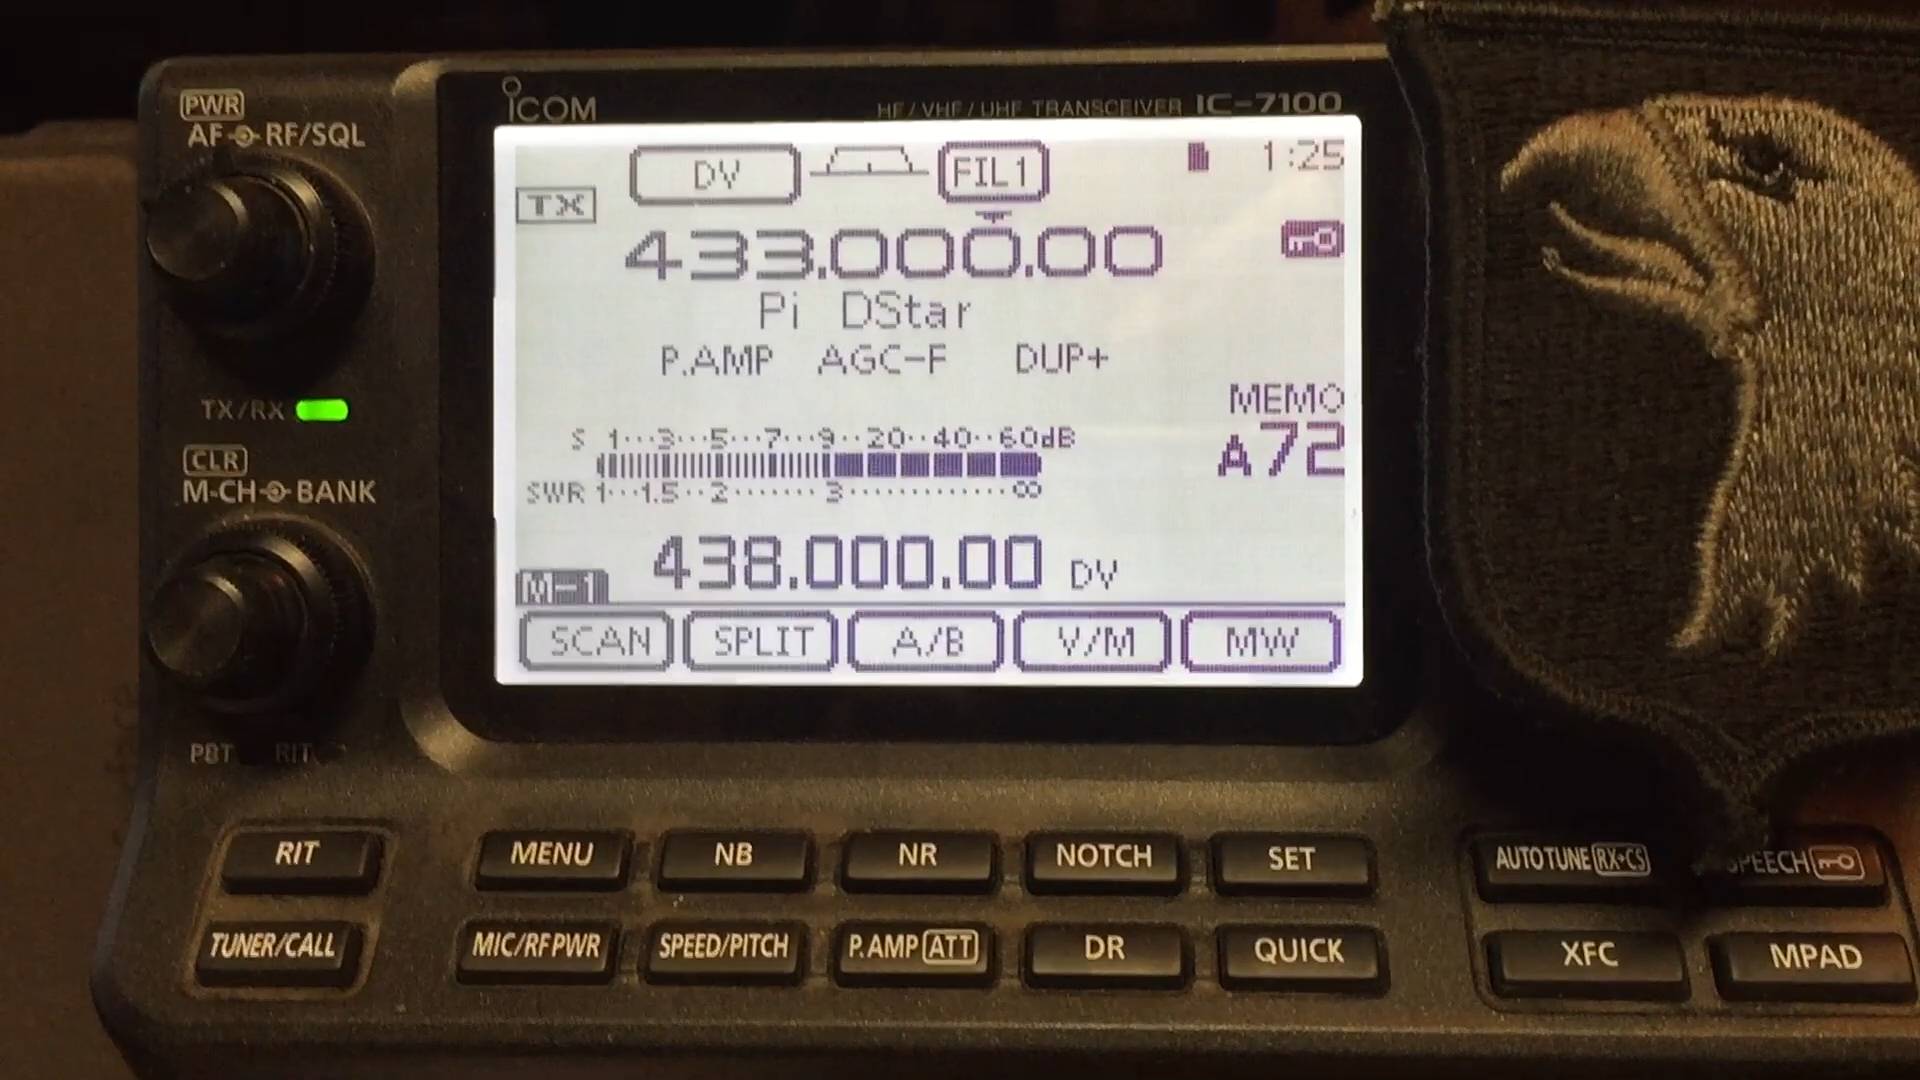 PWR
AF RF/SQL
ICOM
HF/VHF/UHF TRANSCEIVER IC-7100
DV FIL1 1:25
TX
433.000.00
Pi DStar
P.AMP AGC-F DUP+
TX/RX
MEMO
A72
S 1 3 5 7 9 20 40 60dB
SWR 1 1.5 2 3 ∞
CLR
M-CH BANK
438.000.00 DV
M-1
SCAN SPLIT A/B V/M MW
PBT RIT
RIT MENU NB NR NOTCH SET AUTOTUNE RX→CS SPEECH
TUNER/CALL MIC/RF PWR SPEED/PITCH P.AMP ATT DR QUICK XFC MPAD